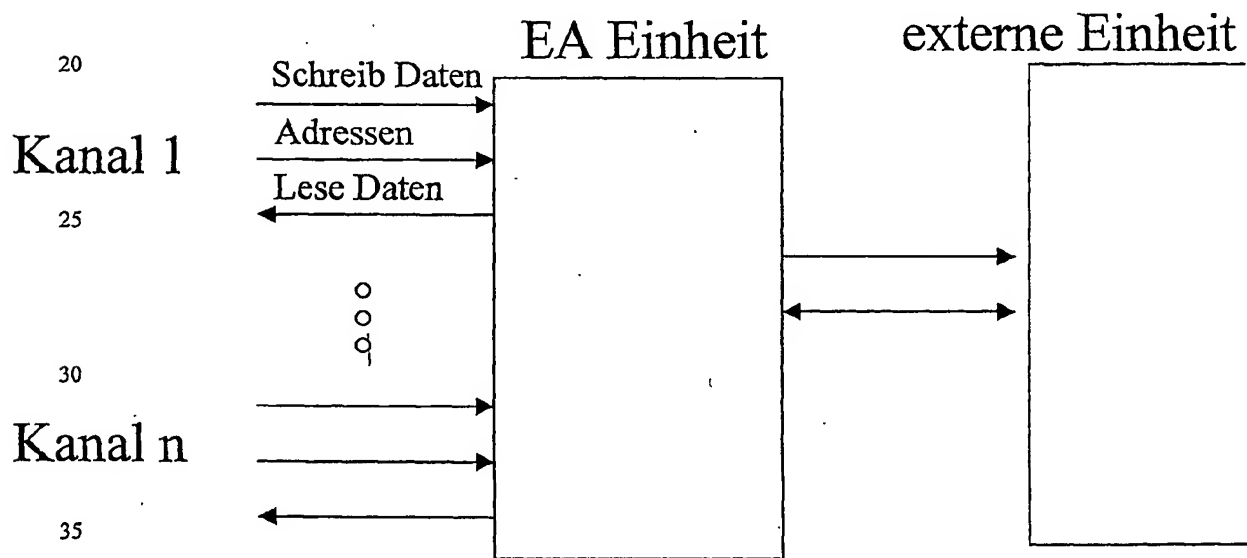 EA Einheit
externe Einheit
20
Schreib Daten
Adressen
Kanal 1
Lese Daten
25
30
Kanal n
35